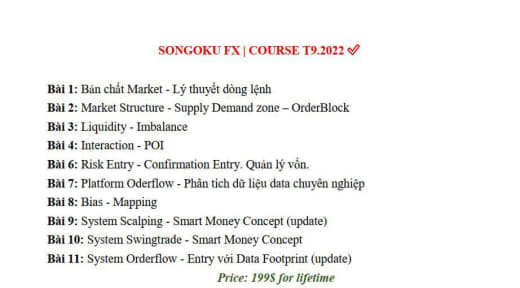 SONGOKU FX | COURSE T9.2022
Bài 1: Bản chất Market - Lý thuyết dòng lệnh
Bài 2: Market Structure - Supply Demand zone – OrderBlock
Bài 3: Liquidity - Imbalance
Bài 4: Interaction - POI
Bài 6: Risk Entry - Confirmation Entry. Quản lý vốn.
Bài 7: Platform Oderflow - Phân tích dữ liệu data chuyên nghiệp
Bài 8: Bias - Mapping
Bài 9: System Scalping - Smart Money Concept (update)
Bài 10: System Swingtrade - Smart Money Concept
Bài 11: System Orderflow - Entry với Data Footprint (update)
Price: 199$ for lifetime